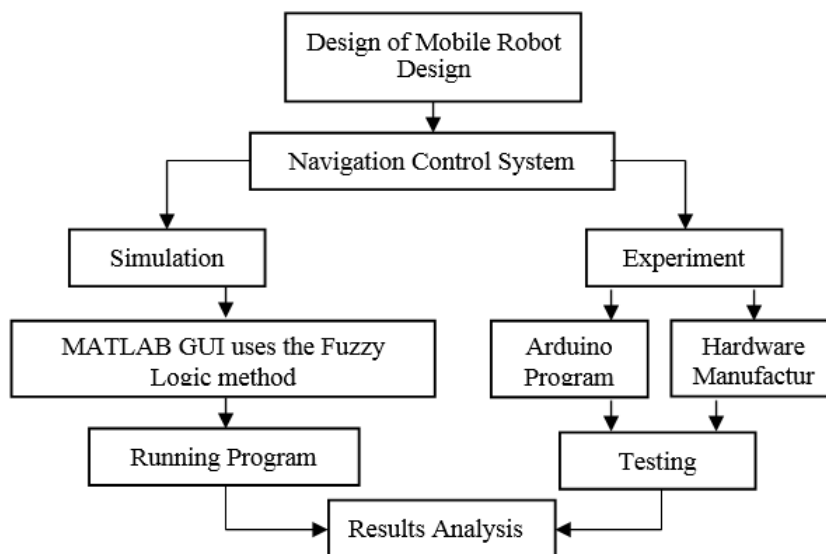 Design of Mobile Robot
Design
Navigation Control System
Simulation
Experiment
MATLAB GUI uses the Fuzzy
Logic method
Arduino
Program
Hardware
Manufactur
Running Program
Testing
Results Analysis